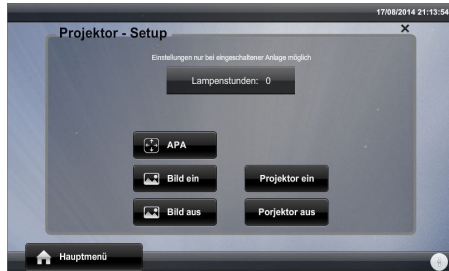 17/08/2014 21:13:54
Projektor - Setup
Einstellungen nur bei eingeschaltener Anlage möglich
Lampenstunden: 0
APA
Bild ein
Projektor ein
Bild aus
Porjektor aus
Hauptmenü